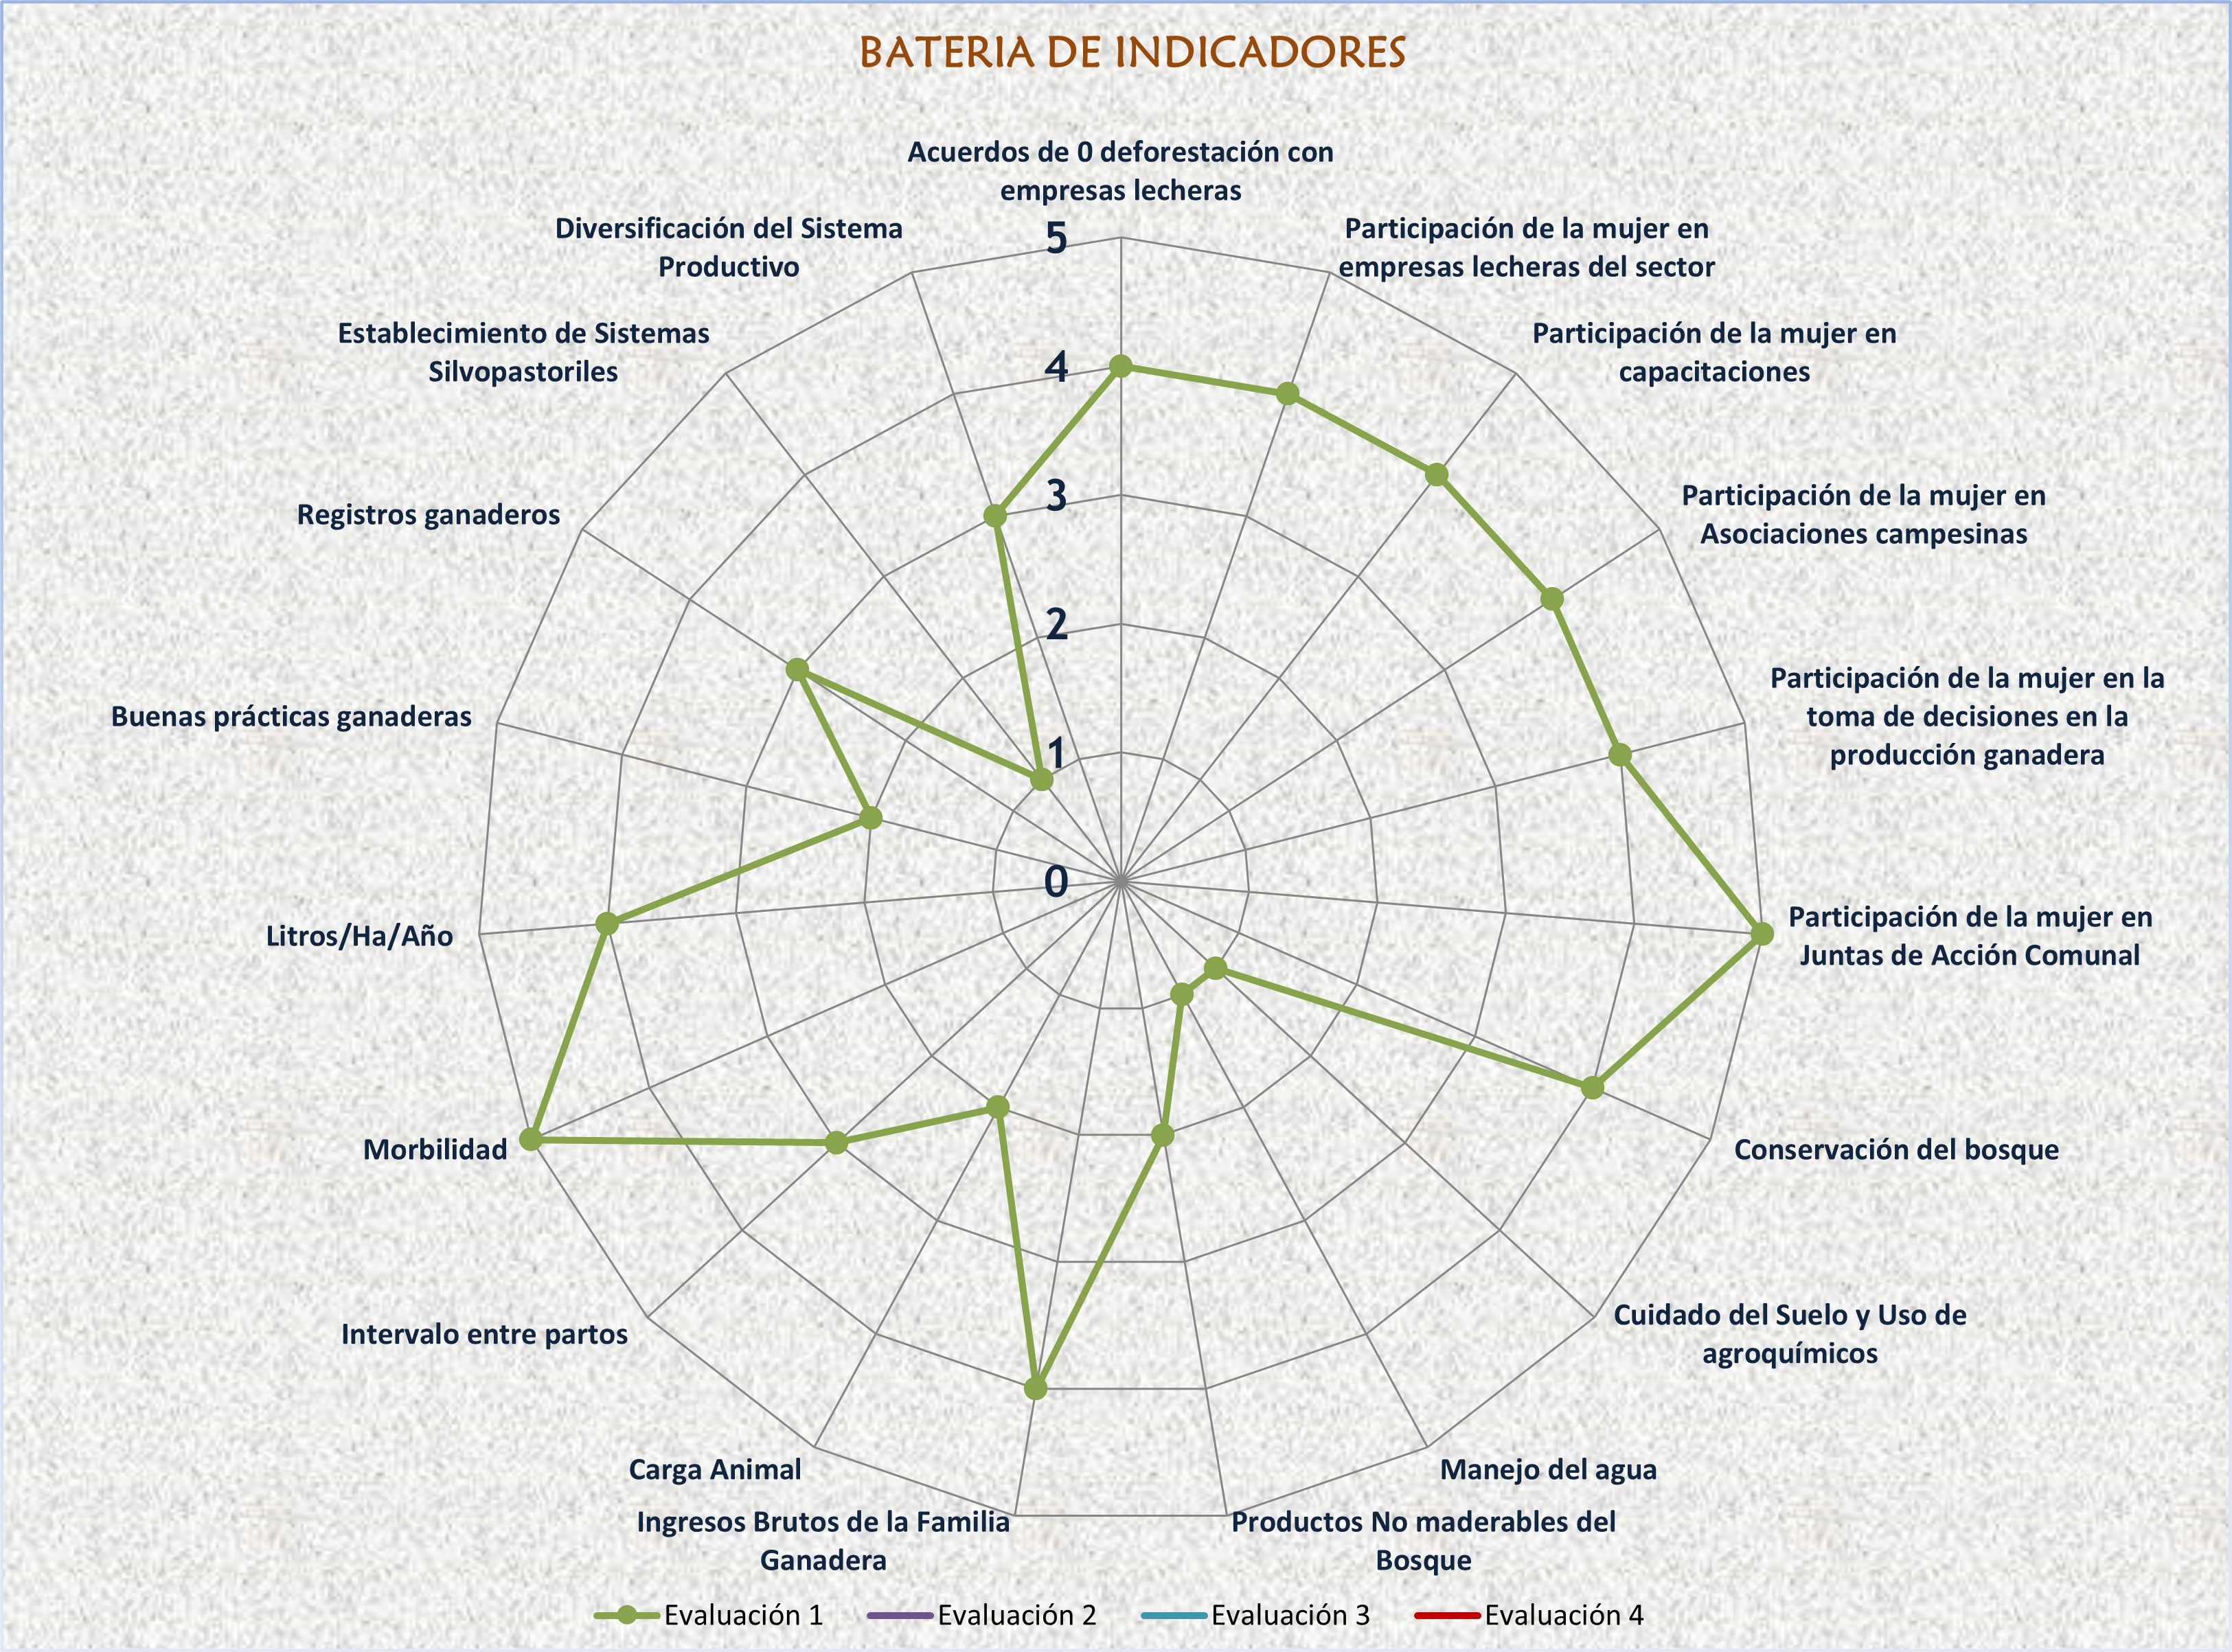 BATERIA DE INDICADORES
Acuerdos de 0 deforestación con
empresas lecheras
Participación de la mujer en
empresas lecheras del sector
Participación de la mujer en
capacitaciones
Participación de la mujer en
Asociaciones campesinas
Participación de la mujer en la
toma de decisiones en la
producción ganadera
Participación de la mujer en
Juntas de Acción Comunal
Conservación del bosque
Cuidado del Suelo y Uso de
agroquímicos
Manejo del agua
Productos No maderables del
Bosque
Ingresos Brutos de la Familia
Ganadera
Carga Animal
Intervalo entre partos
Morbilidad
Litros/Ha/Año
Buenas prácticas ganaderas
Registros ganaderos
Establecimiento de Sistemas
Silvopastoriles
Diversificación del Sistema
Productivo
5
4
3
2
1
0
Evaluación 1
Evaluación 2
Evaluación 3
Evaluación 4